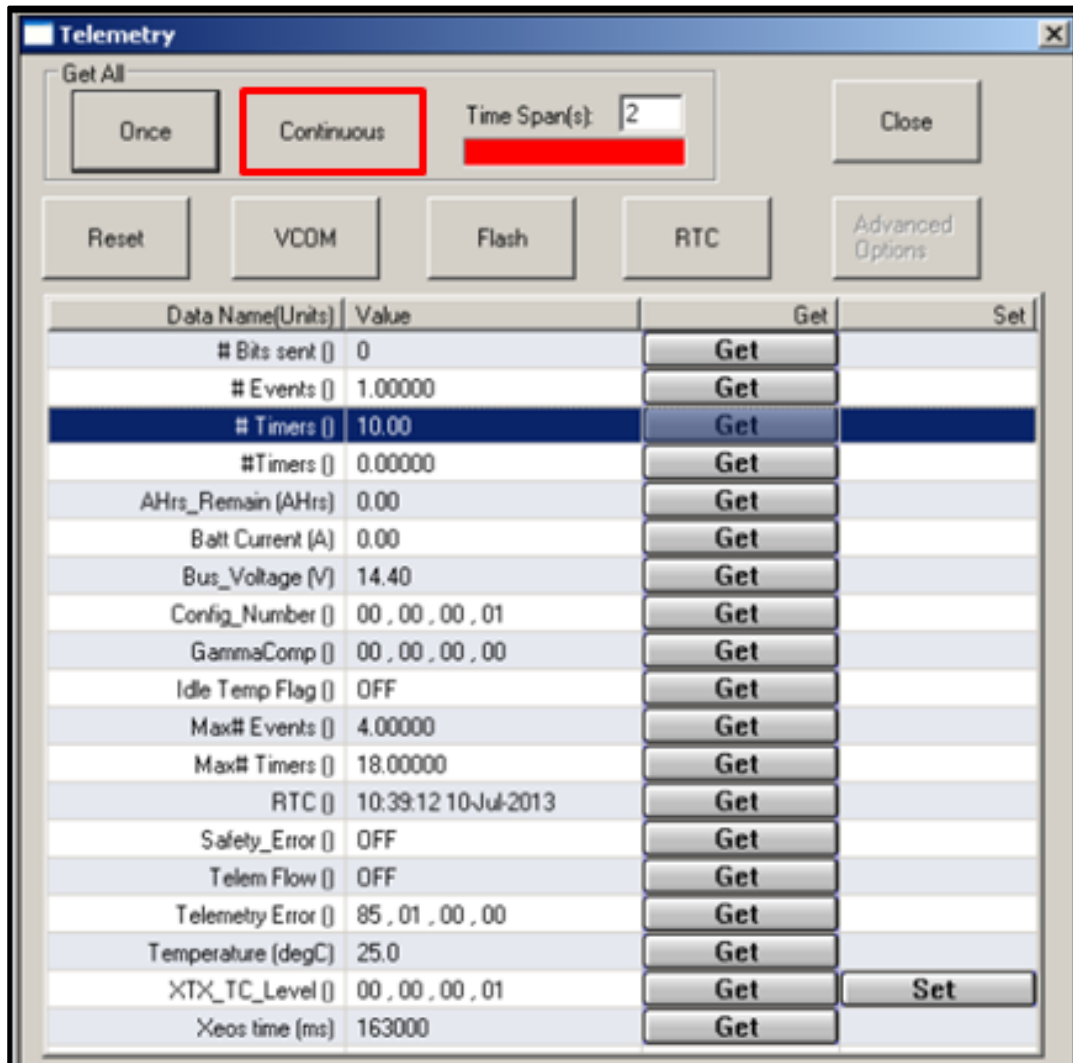 Telemetry
Get All
Once
Continuous
Time Span(s):
2
Close
Reset
VCOM
Flash
RTC
Advanced Options
Data Name(Units) Value Get Set
# Bits sent () 0 Get
# Events () 1.00000 Get
# Timers () 10.00 Get
#Timers () 0.00000 Get
AHrs_Remain (AHrs) 0.00 Get
Batt Current (A) 0.00 Get
Bus_Voltage (V) 14.40 Get
Config_Number () 00 , 00 , 00 , 01 Get
GammaComp () 00 , 00 , 00 , 00 Get
Idle Temp Flag () OFF Get
Max# Events () 4.00000 Get
Max# Timers () 18.00000 Get
RTC () 10:39:12 10-Jul-2013 Get
Safety_Error () OFF Get
Telem Flow () OFF Get
Telemetry Error () 85 , 01 , 00 , 00 Get
Temperature (degC) 25.0 Get
XTX_TC_Level () 00 , 00 , 00 , 01 Get Set
Xeos time (ms) 163000 Get